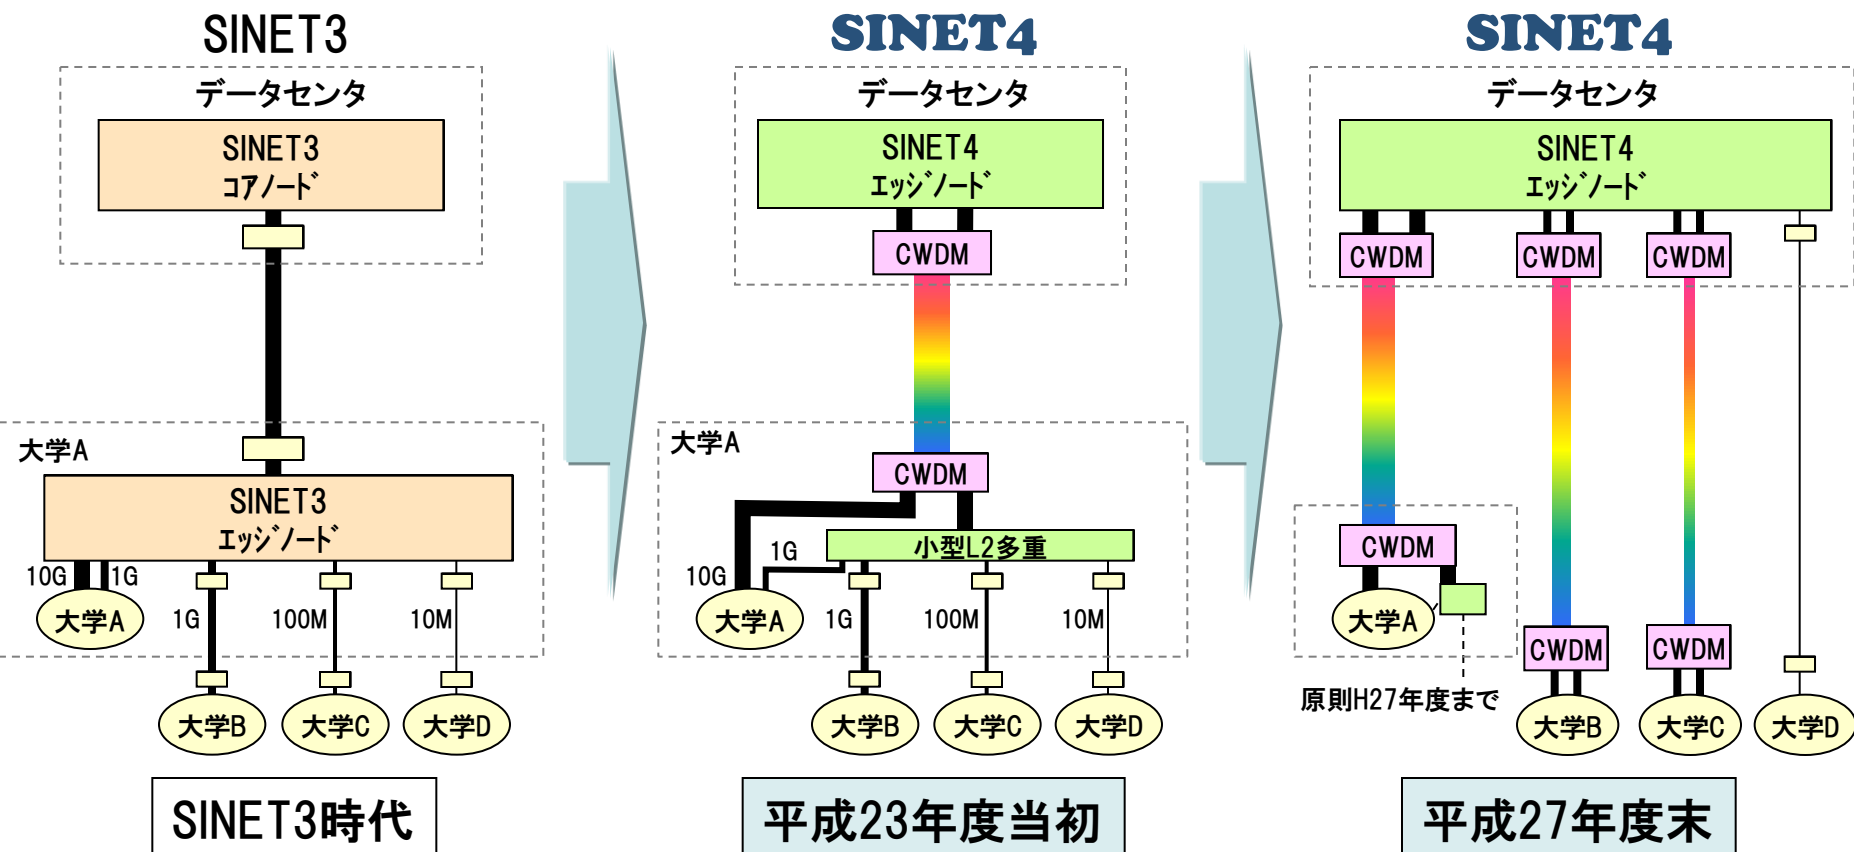 SINET3
データセンタ
SINET3
ｺｱﾉｰﾄﾞ
大学A
SINET3
ｴｯｼﾞﾉｰﾄﾞ
10G
1G
大学A
1G
100M
10M
大学B
大学C
大学D
SINET3時代
SINET4
データセンタ
SINET4
ｴｯｼﾞﾉｰﾄﾞ
CWDM
大学A
CWDM
小型L2多重
1G
10G
大学A
1G
100M
10M
大学B
大学C
大学D
平成23年度当初
SINET4
データセンタ
SINET4
ｴｯｼﾞﾉｰﾄﾞ
CWDM
CWDM
CWDM
CWDM
大学A
原則H27年度まで
CWDM
CWDM
大学B
大学C
大学D
平成27年度末